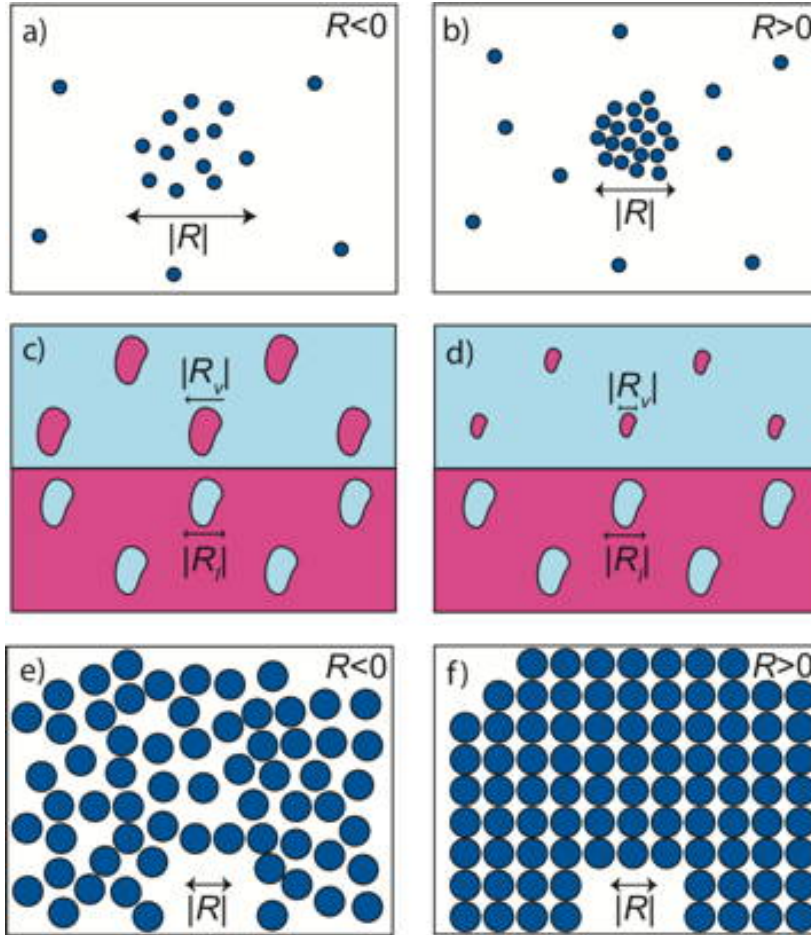 a) R<0
|R|
b) R>0
|R|
c)
|Rᵥ|
|Rₗ|
d)
|Rᵥ|
|Rₗ|
e) R<0
|R|
f) R>0
|R|